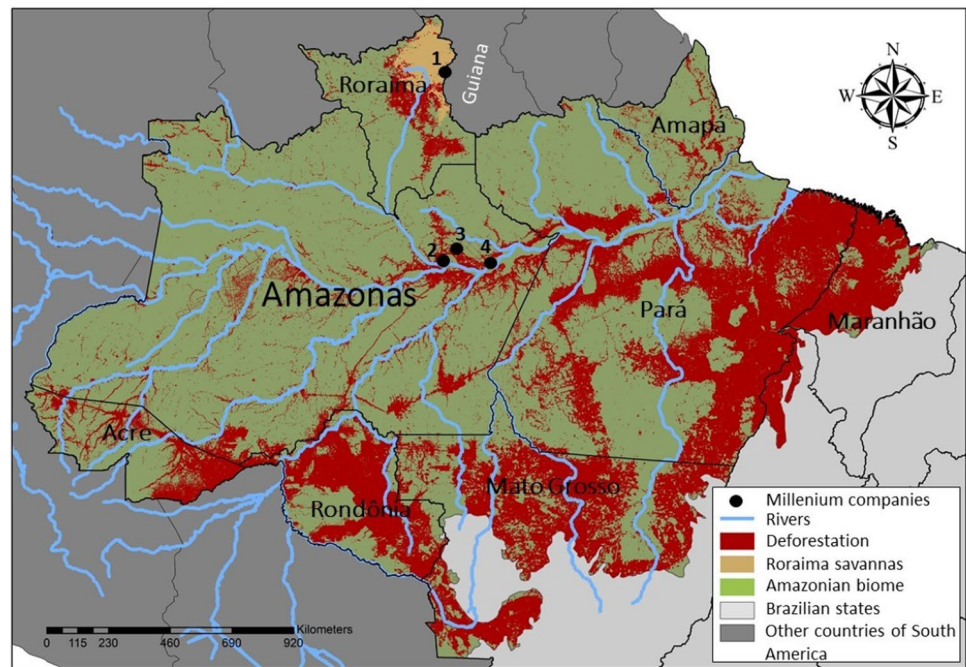 N
W E
S
1
Roraima
Guiana
Amapá
3
2
4
Amazonas
Pará
Maranhão
Acre
Mato Grosso
Rondônia
Millenium companies
Rivers
Deforestation
Roraima savannas
Amazonian biome
Brazilian states
Other countries of South
America
Kilometers
0 115 230 460 690 920